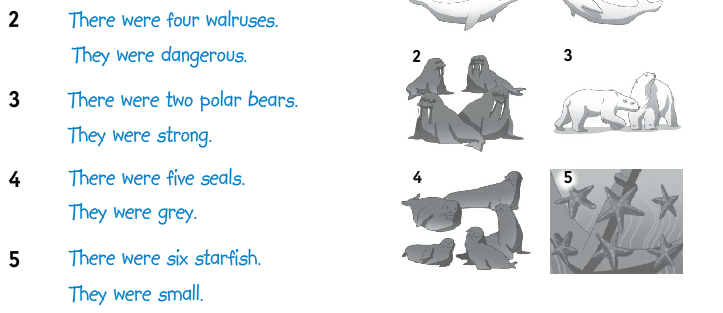 2 There were four walruses.
They were dangerous.
3 There were two polar bears.
They were strong.
4 There were five seals.
They were grey.
5 There were six starfish.
They were small.
2 3
4 5